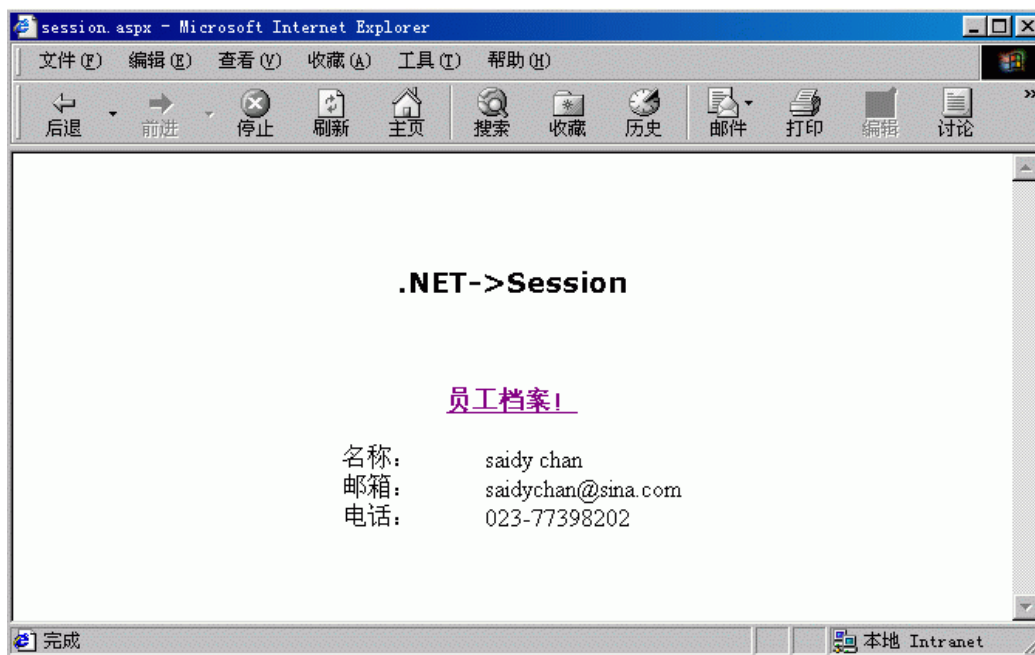 session.aspx - Microsoft Internet Explorer
文件(F) 编辑(E) 查看(V) 收藏(A) 工具(T) 帮助(H)
后退 前进 停止 刷新 主页 搜索 收藏 历史 邮件 打印 编辑 讨论 »
.NET->Session
员工档案!
名称: saidy chan
邮箱: saidychan@sina.com
电话: 023-77398202
完成 本地 Intranet